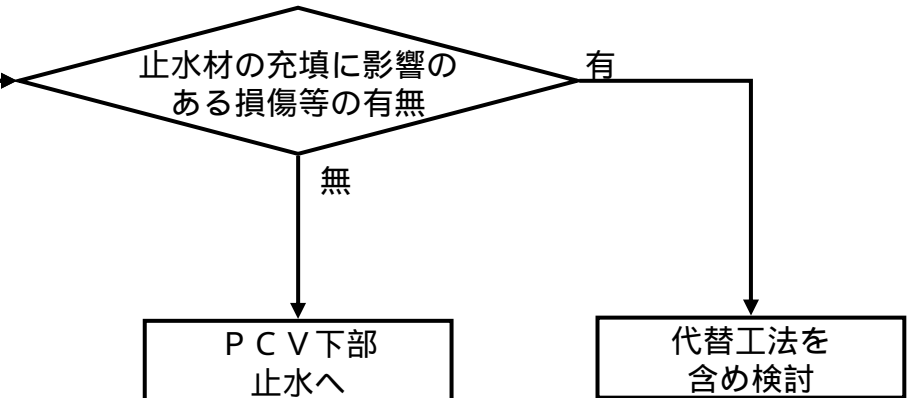 止水材の充填に影響の
ある損傷等の有無
有
無
ＰＣＶ下部
止水へ
代替工法を
含め検討